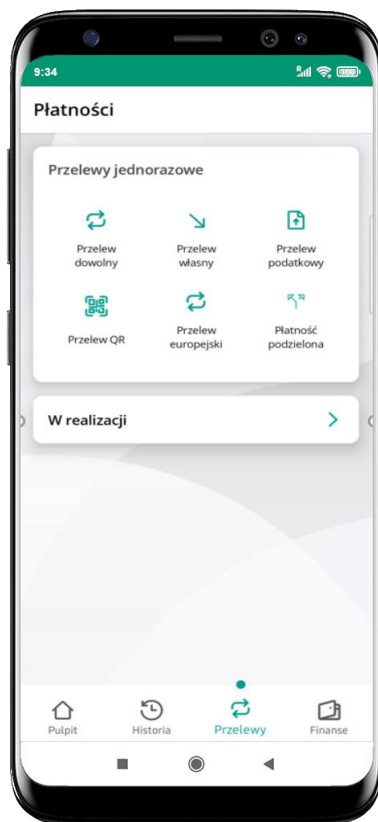 9:34
Płatności
Przelewy jednorazowe
Przelew
dowolny
Przelew
własny
Przelew
podatkowy
Przelew QR
Przelew
europejski
Płatność
podzielona
W realizacji
Pulpit
Historia
Przelewy
Finanse